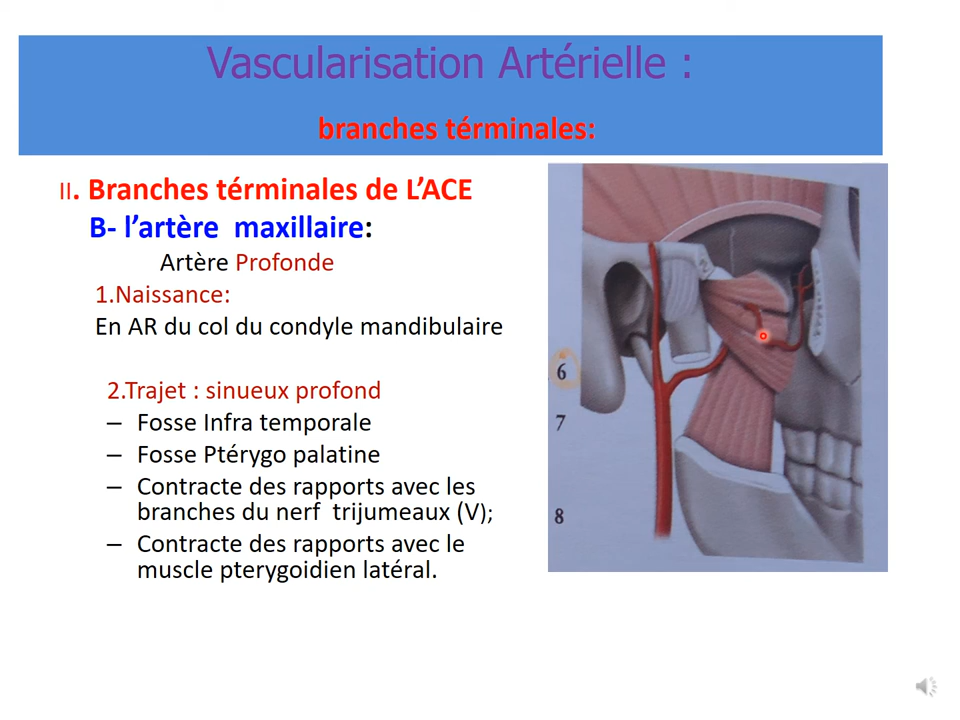 Vascularisation Artérielle :
branches términales:
II. Branches términales de L’ACE
B- l’artère maxillaire:
Artère Profonde
1.Naissance:
En AR du col du condyle mandibulaire
2.Trajet : sinueux profond
– Fosse Infra temporale
– Fosse Ptérygo palatine
– Contracte des rapports avec les
branches du nerf trijumeaux (V);
– Contracte des rapports avec le
muscle pterygoidien latéral.
6
7
8